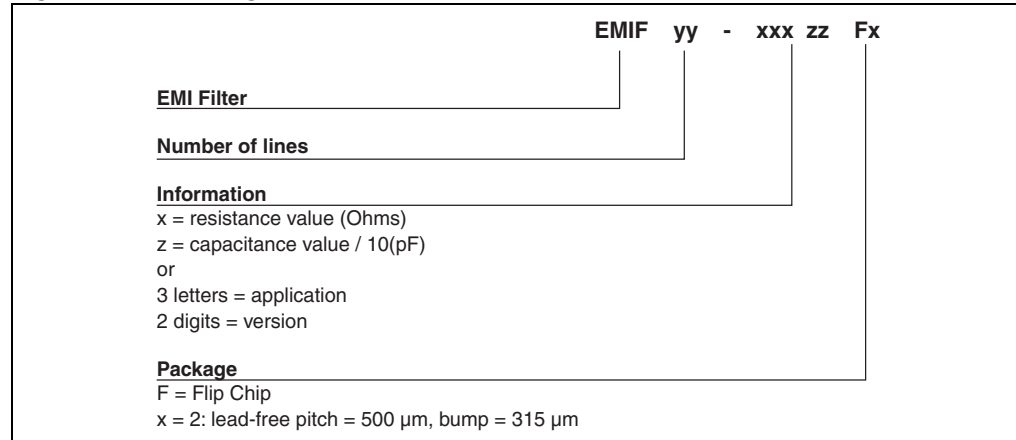 EMIF yy - xxx zz Fx
EMI Filter
Number of lines
Information
x = resistance value (Ohms)
z = capacitance value / 10(pF)
or
3 letters = application
2 digits = version
Package
F = Flip Chip
x = 2: lead-free pitch = 500 µm, bump = 315 µm